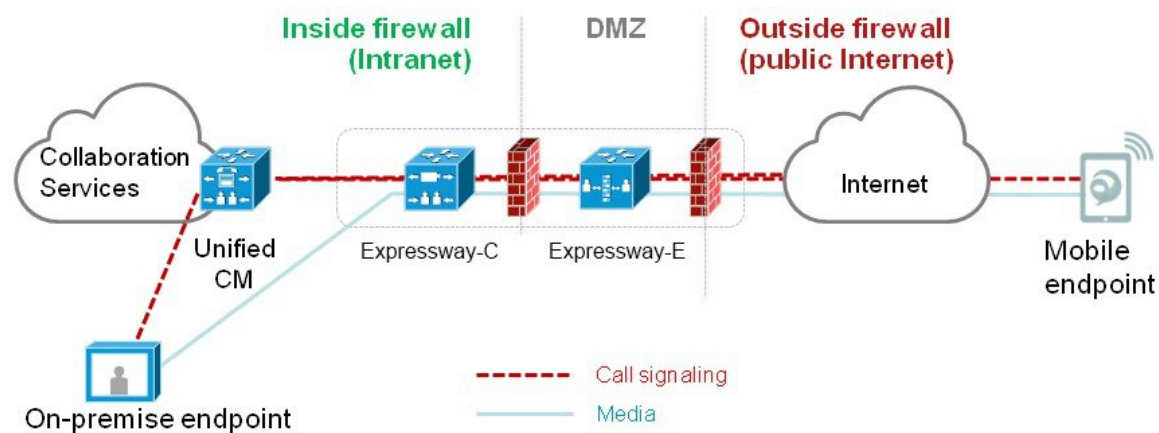 Inside firewall
(Intranet)
DMZ
Outside firewall
(public Internet)
Collaboration
Services
Unified
CM
Expressway-C
Expressway-E
Internet
Mobile
endpoint
On-premise endpoint
Call signaling
Media